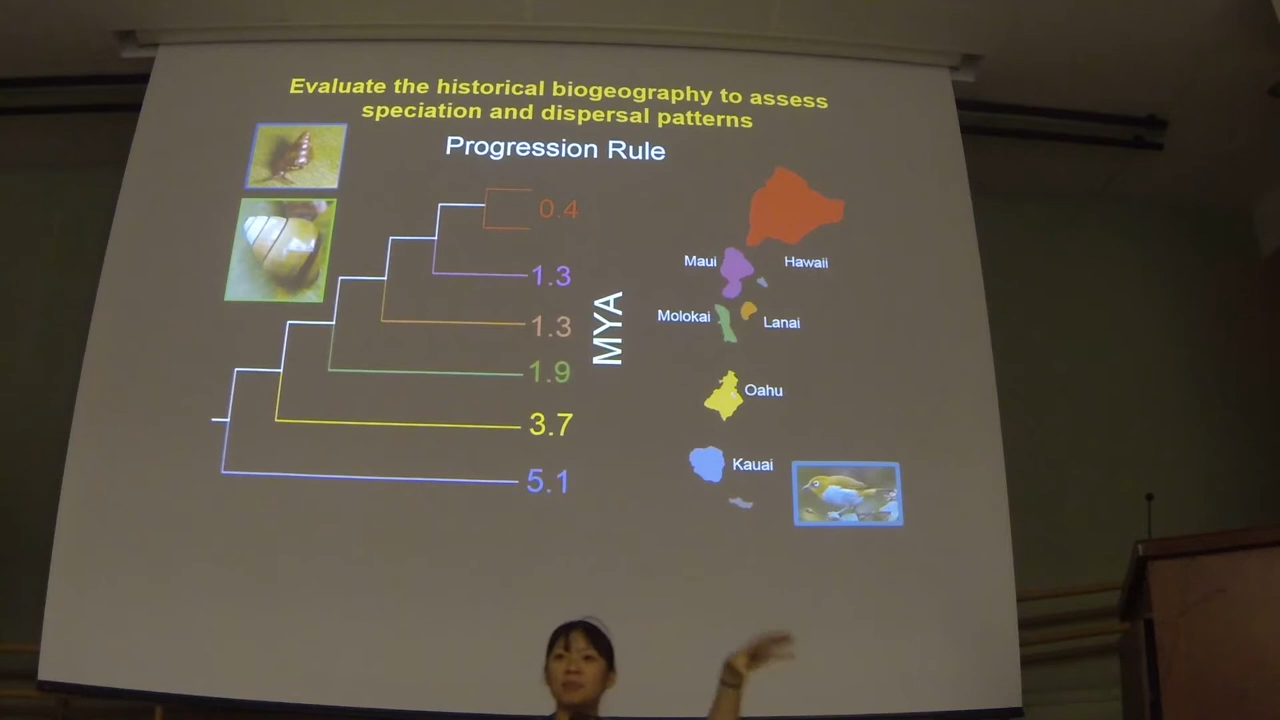 Evaluate the historical biogeography to assess
speciation and dispersal patterns
Progression Rule
0.4
1.3
1.3
1.9
3.7
5.1
MYA
Maui
Hawaii
Molokai
Lanai
Oahu
Kauai